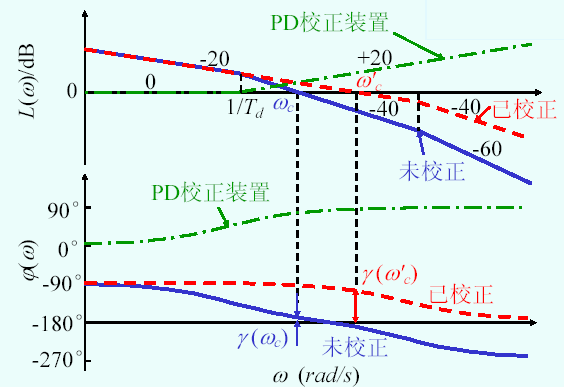 L(ω)/dB
PD校正装置
-20
+20
0
ω′c
0
1/Td
ωc
-40
-40
已校正
-60
未校正
φ(ω)
PD校正装置
90°
0°
-90°
γ(ω′c)
已校正
-180°
γ(ωc)
未校正
-270°
ω (rad/s)